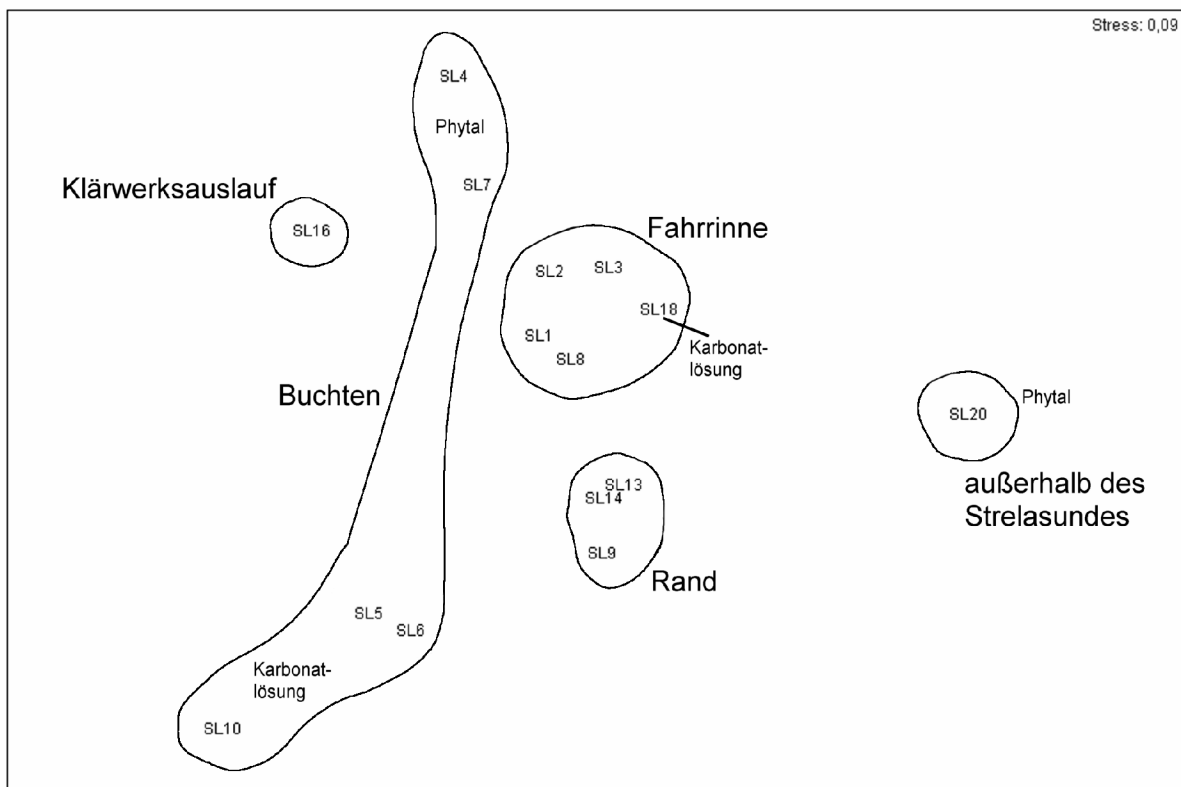 Stress: 0,09
SL4
Phytal
SL7
Klärwerksauslauf
SL16
Fahrrinne
SL2
SL3
SL18
SL1
SL8
Karbonat-
lösung
Buchten
SL20
Phytal
außerhalb des
Strelasundes
SL13
SL14
SL9
Rand
SL5
SL6
Karbonat-
lösung
SL10